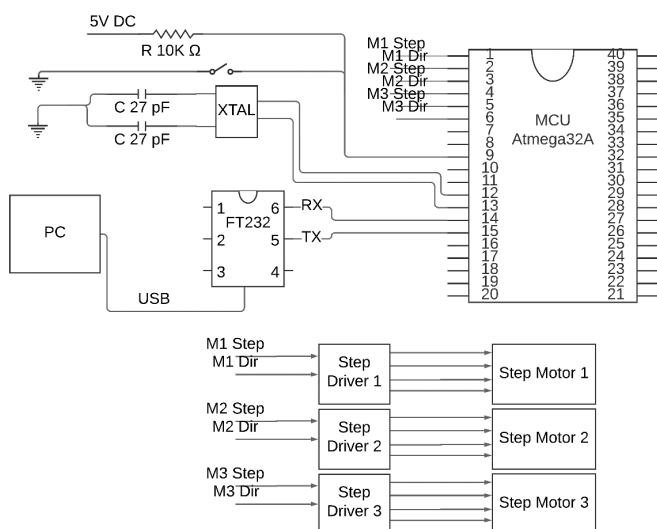 5V DC
R 10K Ω
C 27 pF
XTAL
C 27 pF
M1 Step
M1 Dir
M2 Step
M2 Dir
M3 Step
M3 Dir
MCU
Atmega32A
1 40
2 39
3 38
4 37
5 36
6 35
7 34
8 33
9 32
10 31
11 30
12 29
13 28
14 27
15 26
16 25
17 24
18 23
19 22
20 21
PC
USB
FT232
1 6
2 5
3 4
RX
TX
M1 Step
M1 Dir
Step
Driver 1
Step Motor 1
M2 Step
M2 Dir
Step
Driver 2
Step Motor 2
M3 Step
M3 Dir
Step
Driver 3
Step Motor 3